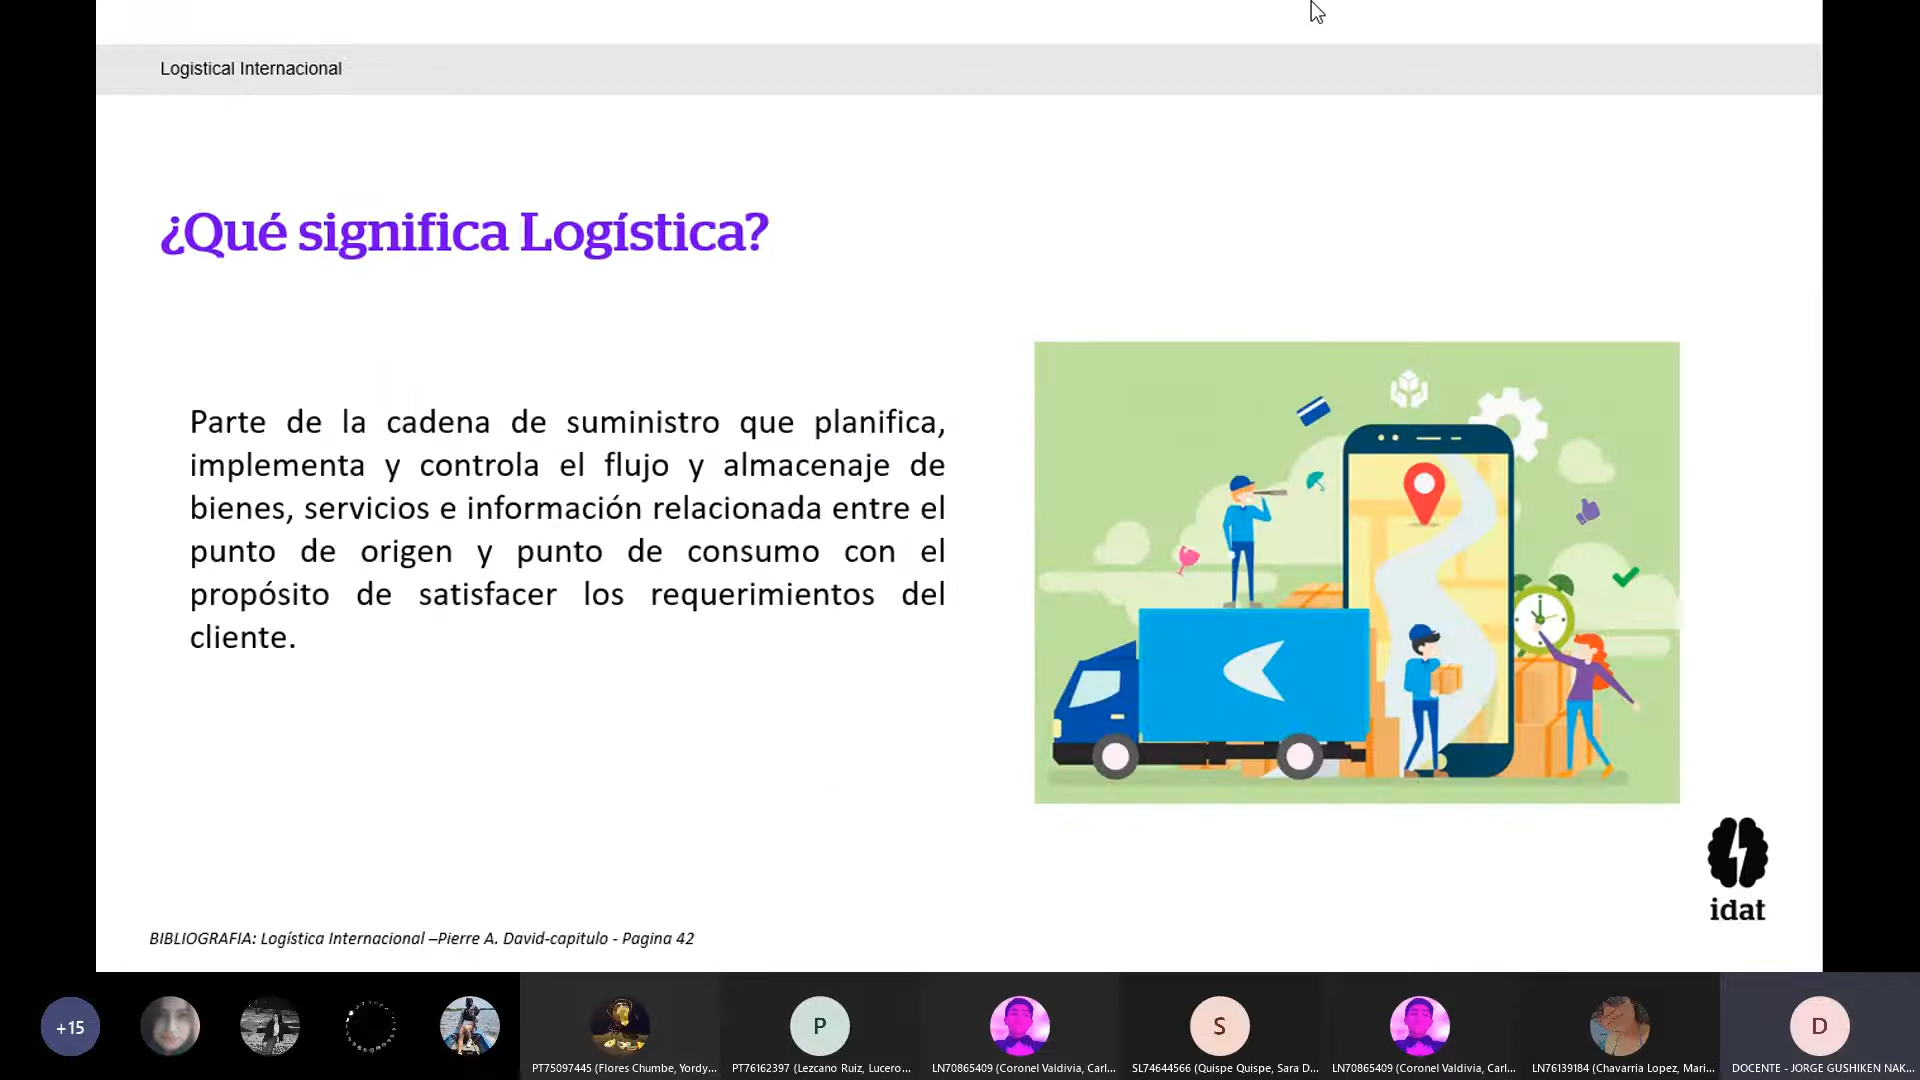 Logistical Internacional
¿Qué significa Logística?
Parte de la cadena de suministro que planifica,
implementa y controla el flujo y almacenaje de
bienes, servicios e información relacionada entre el
punto de origen y punto de consumo con el
propósito de satisfacer los requerimientos del
cliente.
idat
BIBLIOGRAFIA: Logística Internacional –Pierre A. David-capitulo - Pagina 42
+15
P
S
D
PT75097445 (Flores Chumbe, Yordy...
PT76162397 (Lezcano Ruiz, Lucero...
LN70865409 (Coronel Valdivia, Carl...
SL74644566 (Quispe Quispe, Sara D...
LN70865409 (Coronel Valdivia, Carl...
LN76139184 (Chavarria Lopez, Mari...
DOCENTE - JORGE GUSHIKEN NAK...